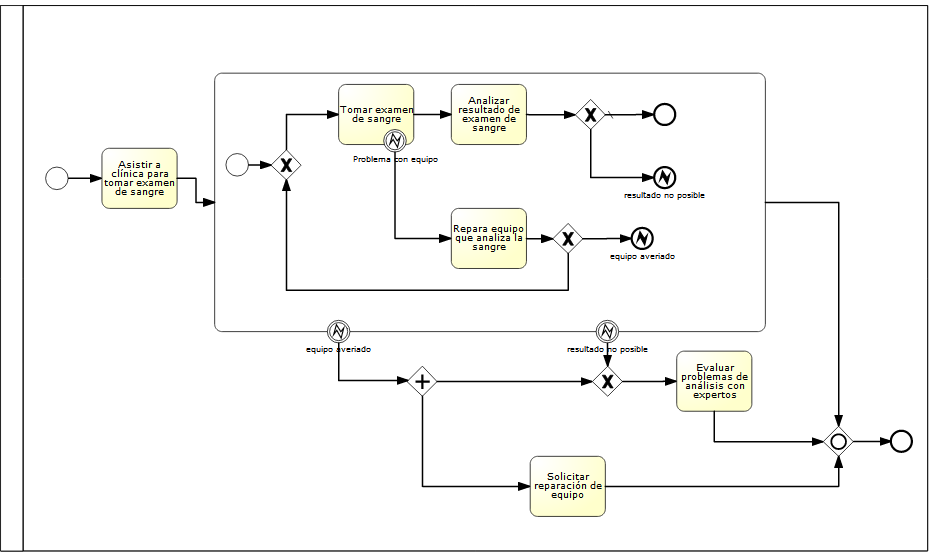 Asistir a
clínica para
tomar examen
de sangre
Tomar examen
de sangre
Problema con equipo
Analizar
resultado de
examen de
sangre
resultado no posible
Repara equipo
que analiza la
sangre
equipo averiado
equipo averiado
resultado no posible
Evaluar
problemas de
análisis con
expertos
Solicitar
reparación de
equipo